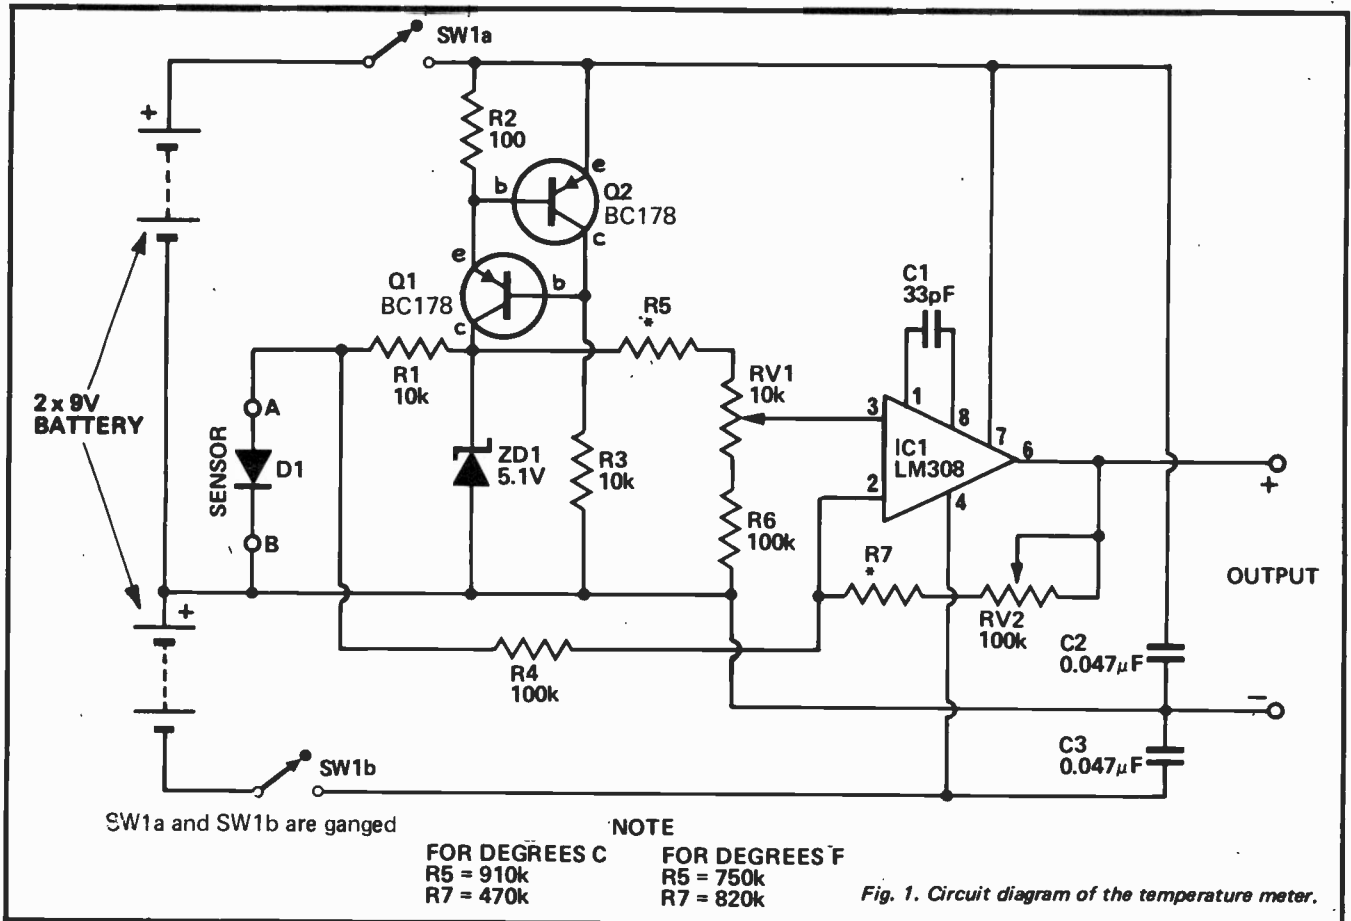 SW1a
+
R2
100
e
b
Q2
BC178
c
e
Q1
BC178
b
c
C1
33pF
R5
*
R1
10k
RV1
10k
2 x 9V
BATTERY
A
SENSOR
D1
B
ZD1
5.1V
R3
10k
3
1
8
7
6
IC1
LM308
2
4
+
R6
100k
R7
*
RV2
100k
OUTPUT
+
R4
100k
C2
0.047µF
−
C3
0.047µF
SW1b
SW1a and SW1b are ganged
NOTE
FOR DEGREES C
R5 = 910k
R7 = 470k
FOR DEGREES F
R5 = 750k
R7 = 820k
Fig. 1. Circuit diagram of the temperature meter.